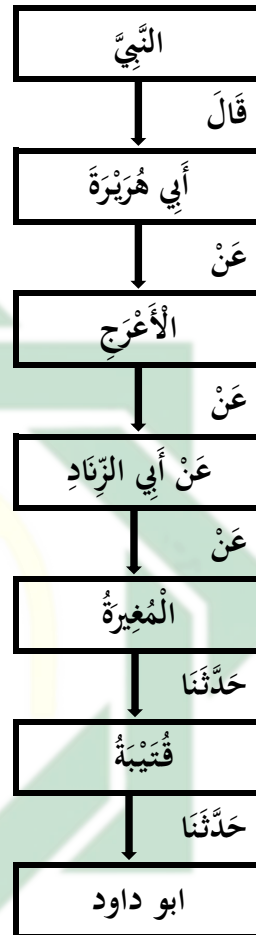 النَّبِيَّ
قَالَ
أَبِي هُرَيْرَةَ
عَنْ
الْأَعْرَجِ
عَنْ
عَنْ أَبِي الزِّنَادِ
عَنْ
الْمُغِيرَةُ
حَدَّثَنَا
قُتَيْبَةُ
حَدَّثَنَا
ابو داود